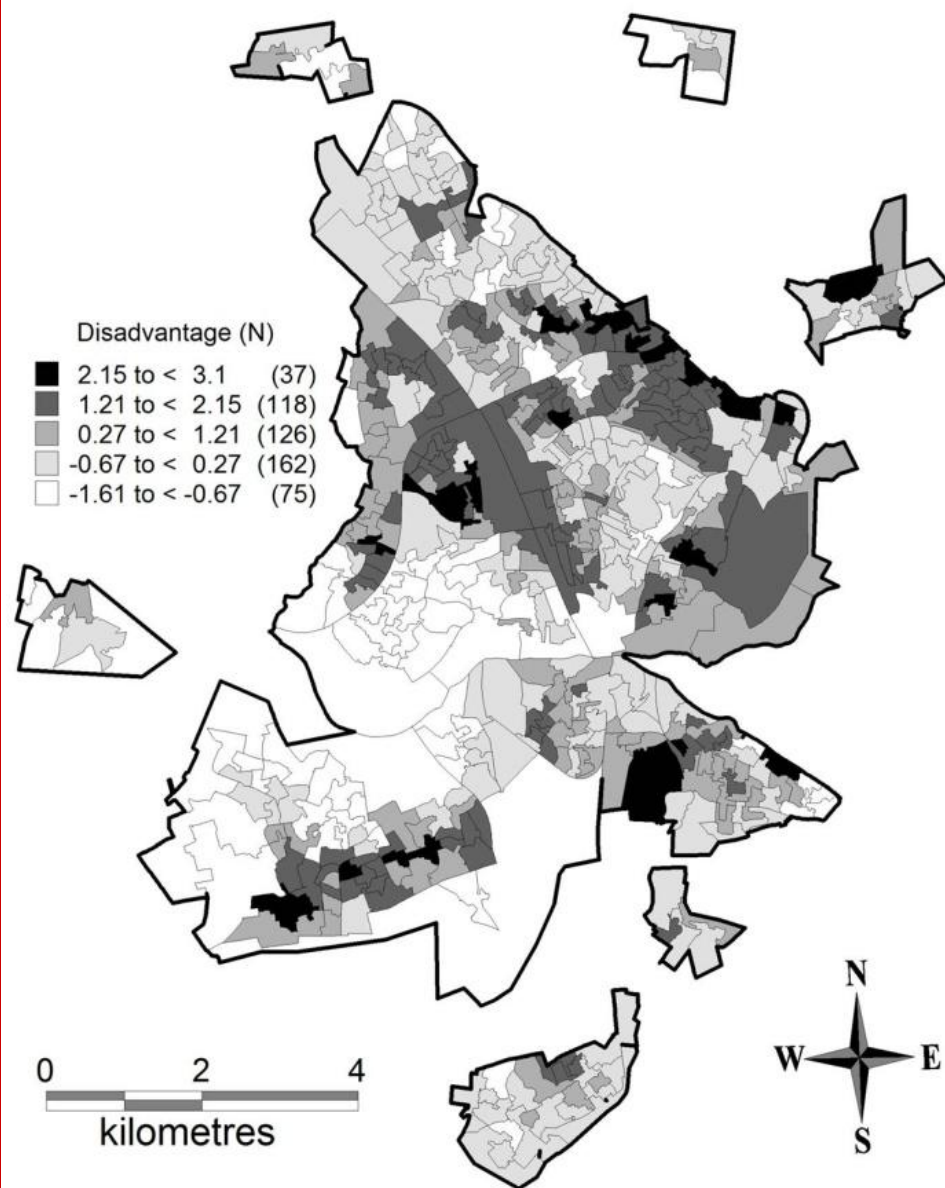 Disadvantage (N)
2.15 to < 3.1 (37)
1.21 to < 2.15 (118)
0.27 to < 1.21 (126)
-0.67 to < 0.27 (162)
-1.61 to < -0.67 (75)
N
W E
S
0 2 4
kilometres